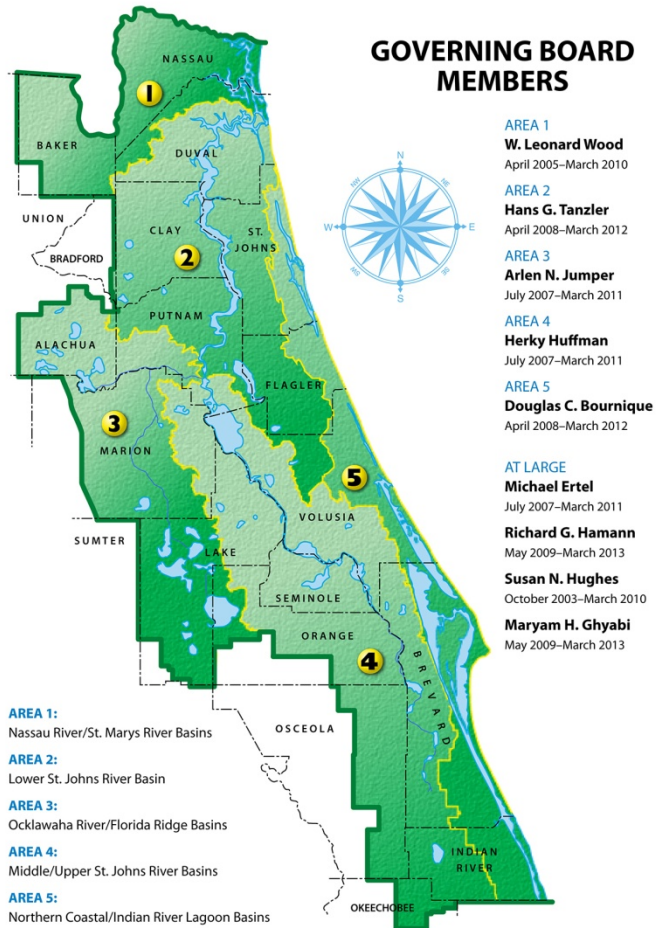 GOVERNING BOARD
MEMBERS
AREA 1
W. Leonard Wood
April 2005–March 2010
AREA 2
Hans G. Tanzler
April 2008–March 2012
AREA 3
Arlen N. Jumper
July 2007–March 2011
AREA 4
Herky Huffman
July 2007–March 2011
AREA 5
Douglas C. Bournique
April 2008–March 2012
AT LARGE
Michael Ertel
July 2007–March 2011
Richard G. Hamann
May 2009–March 2013
Susan N. Hughes
October 2003–March 2010
Maryam H. Ghyabi
May 2009–March 2013
N
NW
NE
W
E
SW
SE
S
NASSAU
1
BAKER
DUVAL
UNION
CLAY
ST.
JOHNS
BRADFORD
2
PUTNAM
ALACHUA
FLAGLER
3
MARION
5
VOLUSIA
SUMTER
LAKE
SEMINOLE
ORANGE
4
BREVARD
OSCEOLA
INDIAN
RIVER
OKEECHOBEE
AREA 1:
Nassau River/St. Marys River Basins
AREA 2:
Lower St. Johns River Basin
AREA 3:
Ocklawaha River/Florida Ridge Basins
AREA 4:
Middle/Upper St. Johns River Basins
AREA 5:
Northern Coastal/Indian River Lagoon Basins